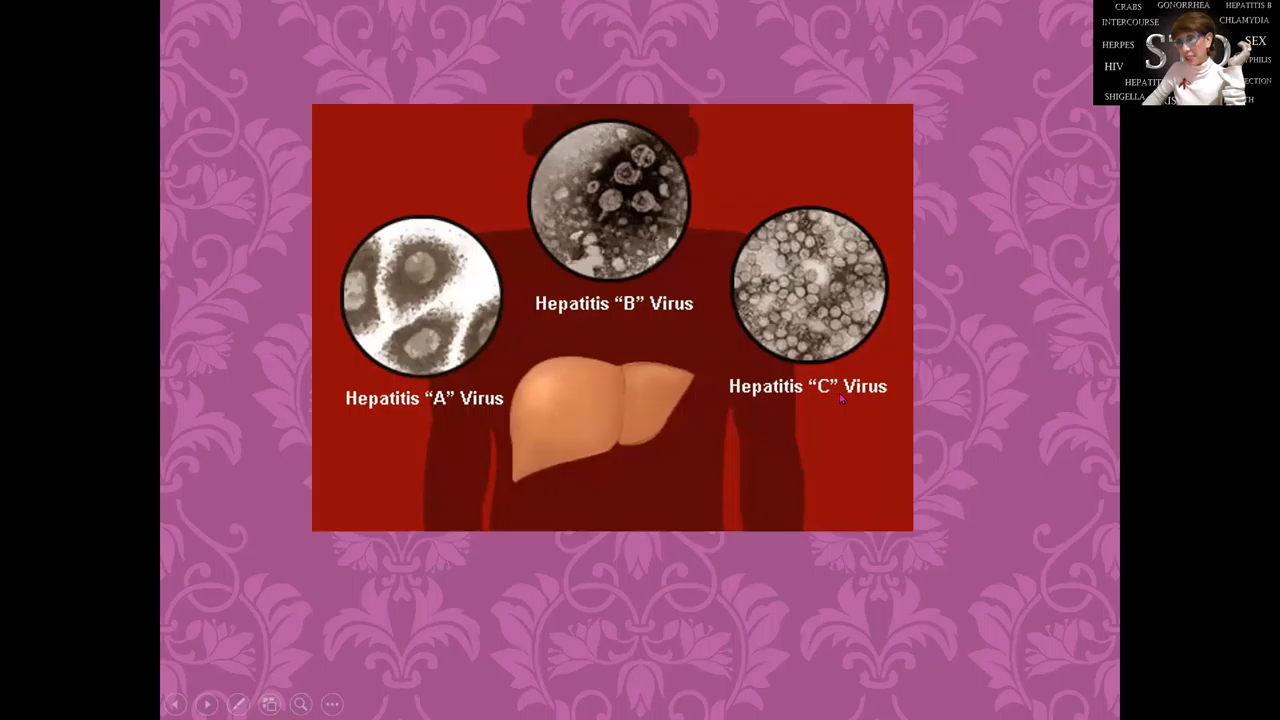 CRABS GONORRHEA HEPATITIS B
INTERCOURSE CHLAMYDIA
HERPES SEX
HIV
SHIGELLA
Hepatitis “B” Virus
Hepatitis “C” Virus
Hepatitis “A” Virus